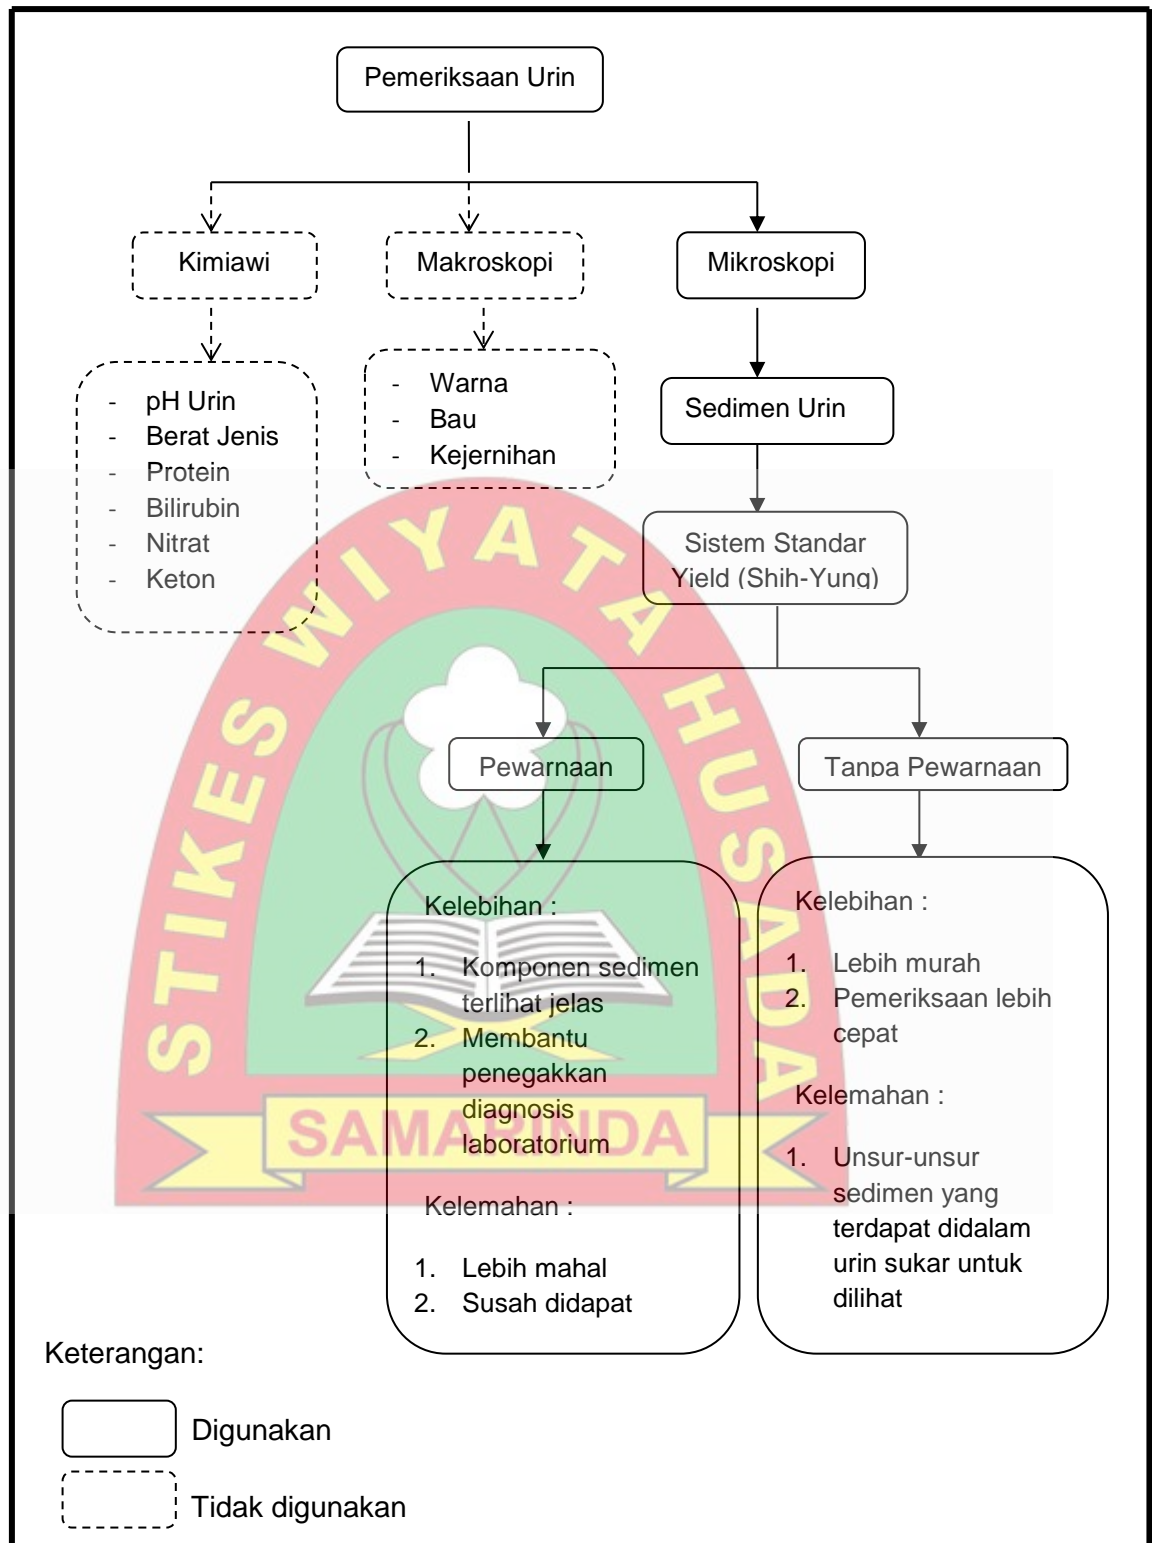 Pemeriksaan Urin
Kimiawi
Makroskopi
Mikroskopi
- pH Urin
- Berat Jenis
- Protein
- Bilirubin
- Nitrat
- Keton
- Warna
- Bau
- Kejernihan
Sedimen Urin
Sistem Standar
Yield (Shih-Yung)
Pewarnaan
Tanpa Pewarnaan
Kelebihan :
1. Komponen sedimen
terlihat jelas
2. Membantu
penegakkan
diagnosis
laboratorium
Kelemahan :
1. Lebih mahal
2. Susah didapat
Kelebihan :
1. Lebih murah
2. Pemeriksaan lebih
cepat
Kelemahan :
1. Unsur-unsur
sedimen yang
terdapat didalam
urin sukar untuk
dilihat
STIKES WIYATA HUSADA
SAMARINDA
Keterangan:
Digunakan
Tidak digunakan